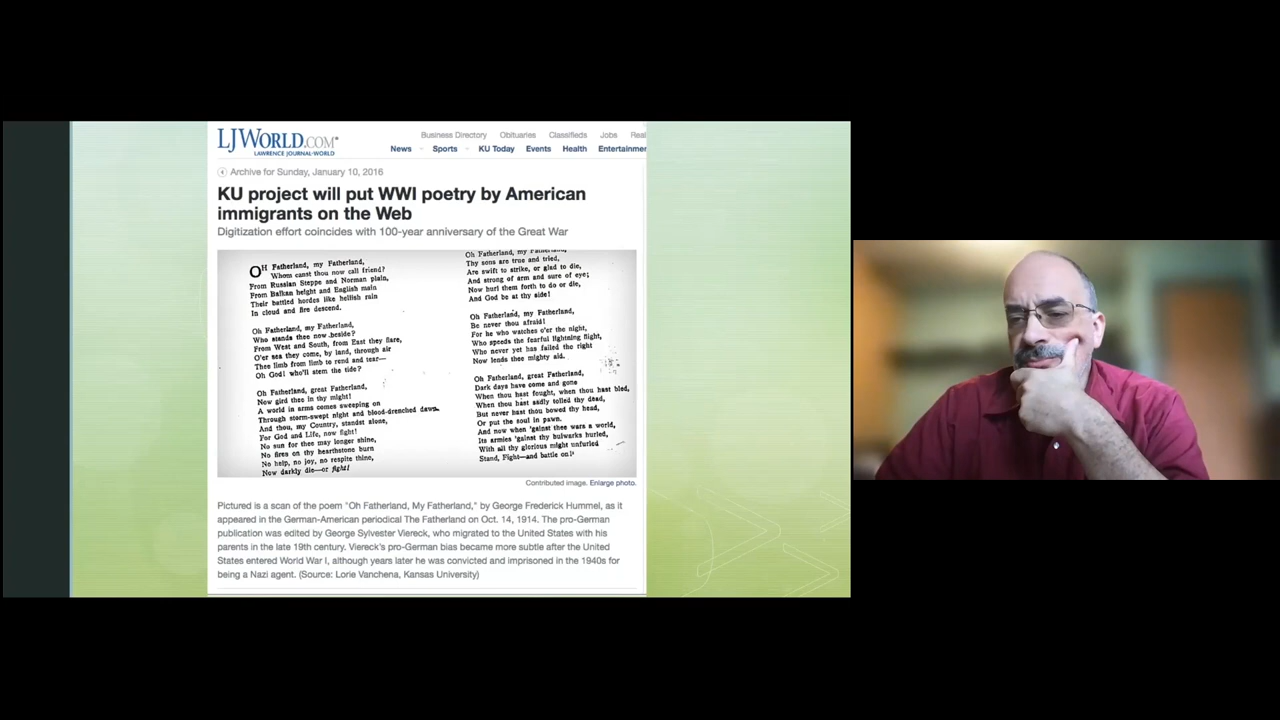 LJWORLD.COM*
LAWRENCE JOURNAL-WORLD
Business Directory Obituaries Classifieds Jobs Real
News Sports KU Today Events Health Entertainmen
Archive for Sunday, January 10, 2016
KU project will put WWI poetry by American
immigrants on the Web
Digitization effort coincides with 100-year anniversary of the Great War
OH Fatherland, my Fatherland,
Whom canst thou now call friend?
From Russian Steppe and Norman plain,
From Balkan height and English main
Their battled hordes like hellish rain
In cloud and fire descend.
Oh Fatherland, my Fatherland,
Who stands thee now beside?
From West and South, from East they flare,
O'er sea they come, by land, through air
Thee limb from limb to rend and tear—
Oh God! who'll stem the tide?
Oh Fatherland, great Fatherland,
Now gird thee in thy might!
A world in arms comes sweeping on
Through storm-swept night and blood-drenched dawn
And thou, my Country, standst alone,
For God and Life, now fight!
No sun for thee may longer shine,
No fires on thy hearthstone burn
No help, no joy, no respite thine,
Now darkly die—or fight!
Oh Fatherland, my Fatherland,
Thy sons are true and tried,
Are swift to strike, or glad to die,
And strong of arm and sure of eye;
Now hurl them forth to do or die,
And God be at thy side!
Oh Fatherland, my Fatherland,
Be never thou afraid!
For he who watches o'er the night,
Who speeds the fearful lightning flight,
Who never yet has failed the right
Now lends thee mighty aid.
Oh Fatherland, great Fatherland,
Dark days have come and gone
When thou hast fought, when thou hast bled,
When thou hast sadly tolled thy dead,
But never hast thou bowed thy head,
Or put the soul in pawn.
And now when 'gainst thee wars a world,
Its armies 'gainst thy bulwarks hurled,
With all thy glorious might unfurled
Stand, Fight—and battle on!
Contributed image. Enlarge photo.
Pictured is a scan of the poem "Oh Fatherland, My Fatherland," by George Frederick Hummel, as it
appeared in the German-American periodical The Fatherland on Oct. 14, 1914. The pro-German
publication was edited by George Sylvester Viereck, who migrated to the United States with his
parents in the late 19th century. Viereck's pro-German bias became more subtle after the United
States entered World War I, although years later he was convicted and imprisoned in the 1940s for
being a Nazi agent. (Source: Lorie Vanchena, Kansas University)